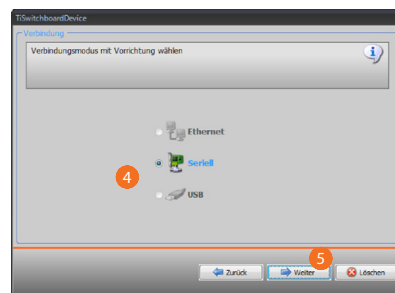 TiSwitchboardDevice
Verbindung
Verbindungsmodus mit Vorrichtung wählen
Ethernet
4
Seriell
USB
5
Zurück
Weiter
Löschen